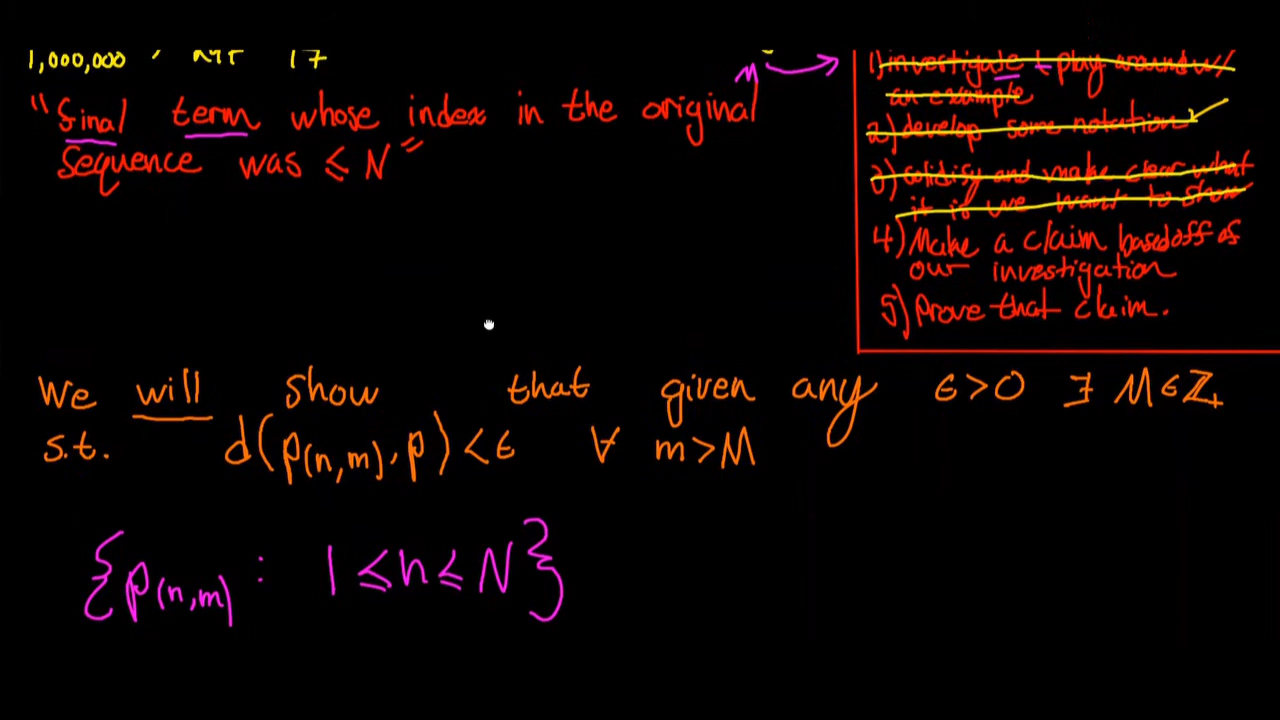 1,000,000 , not 17
"final term whose index in the original
sequence was ≤ N"
1) investigate + play around w/
an example
2) develop some notation ✓
3) solidify and make clear what
it is we want to show
4) Make a claim based off of
our investigation
5) Prove that claim.
We will show that given any ϵ>0 ∃ M∈ℤ₊
s.t. d(p(n,m), p) < ϵ ∀ m>M
{p(n,m) : 1 ≤ n ≤ N}